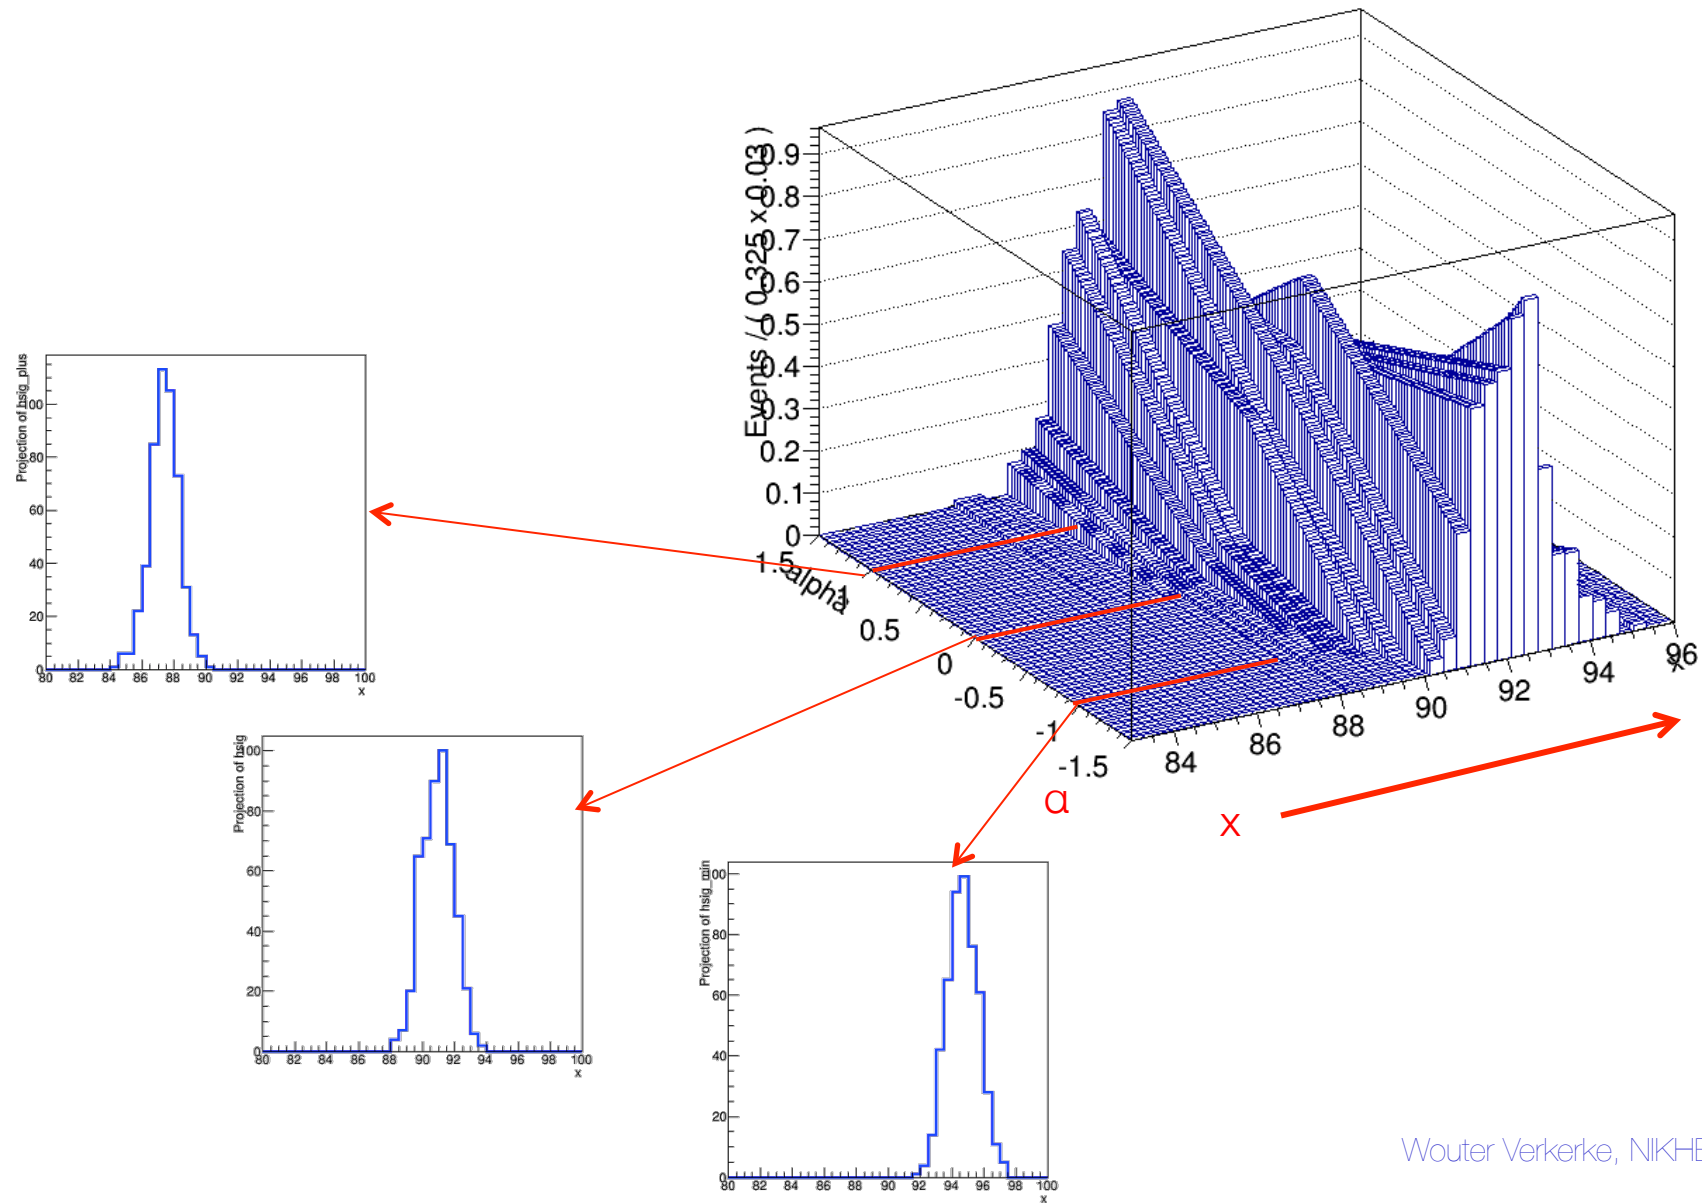 Events / ( 0.325 x 0.03 )
0.9
0.8
0.7
0.6
0.5
0.4
0.3
0.2
0.1
0
1.5
1
0.5
0
-0.5
-1
-1.5
alpha
84
86
88
90
92
94
96
x
α
x
Projection of hsig_plus
100
80
60
40
20
0
80 82 84 86 88 90 92 94 96 98 100
x
Projection of hsig
100
80
60
40
20
0
80 82 84 86 88 90 92 94 96 98 100
x
Projection of hsig_min
100
80
60
40
20
0
80 82 84 86 88 90 92 94 96 98 100
x
Wouter Verkerke, NIKHE